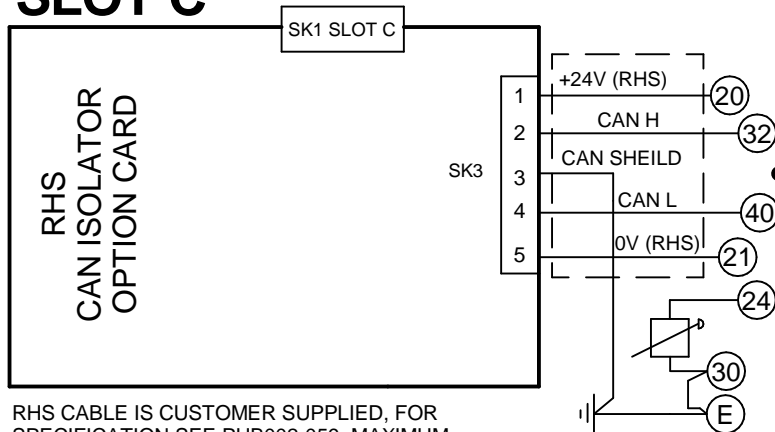 SLOT C
SK1 SLOT C
RHS
CAN ISOLATOR
OPTION CARD
SK3
1
2
3
4
5
+24V (RHS)
CAN H
CAN SHEILD
CAN L
0V (RHS)
20
32
40
21
24
30
E
RHS CABLE IS CUSTOMER SUPPLIED, FOR